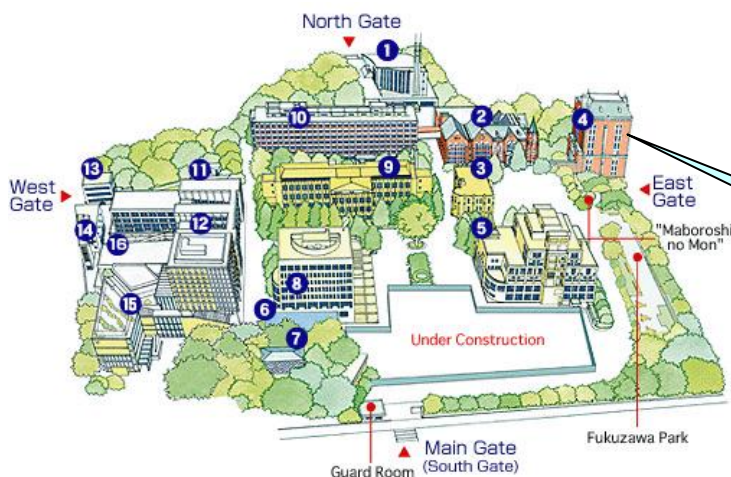 North Gate
1
2
10
4
3
9
13
11
West
Gate
East
Gate
14
12
16
5
"Maboroshi
no Mon"
8
15
6
7
Under Construction
Fukuzawa Park
Main Gate
(South Gate)
Guard Room